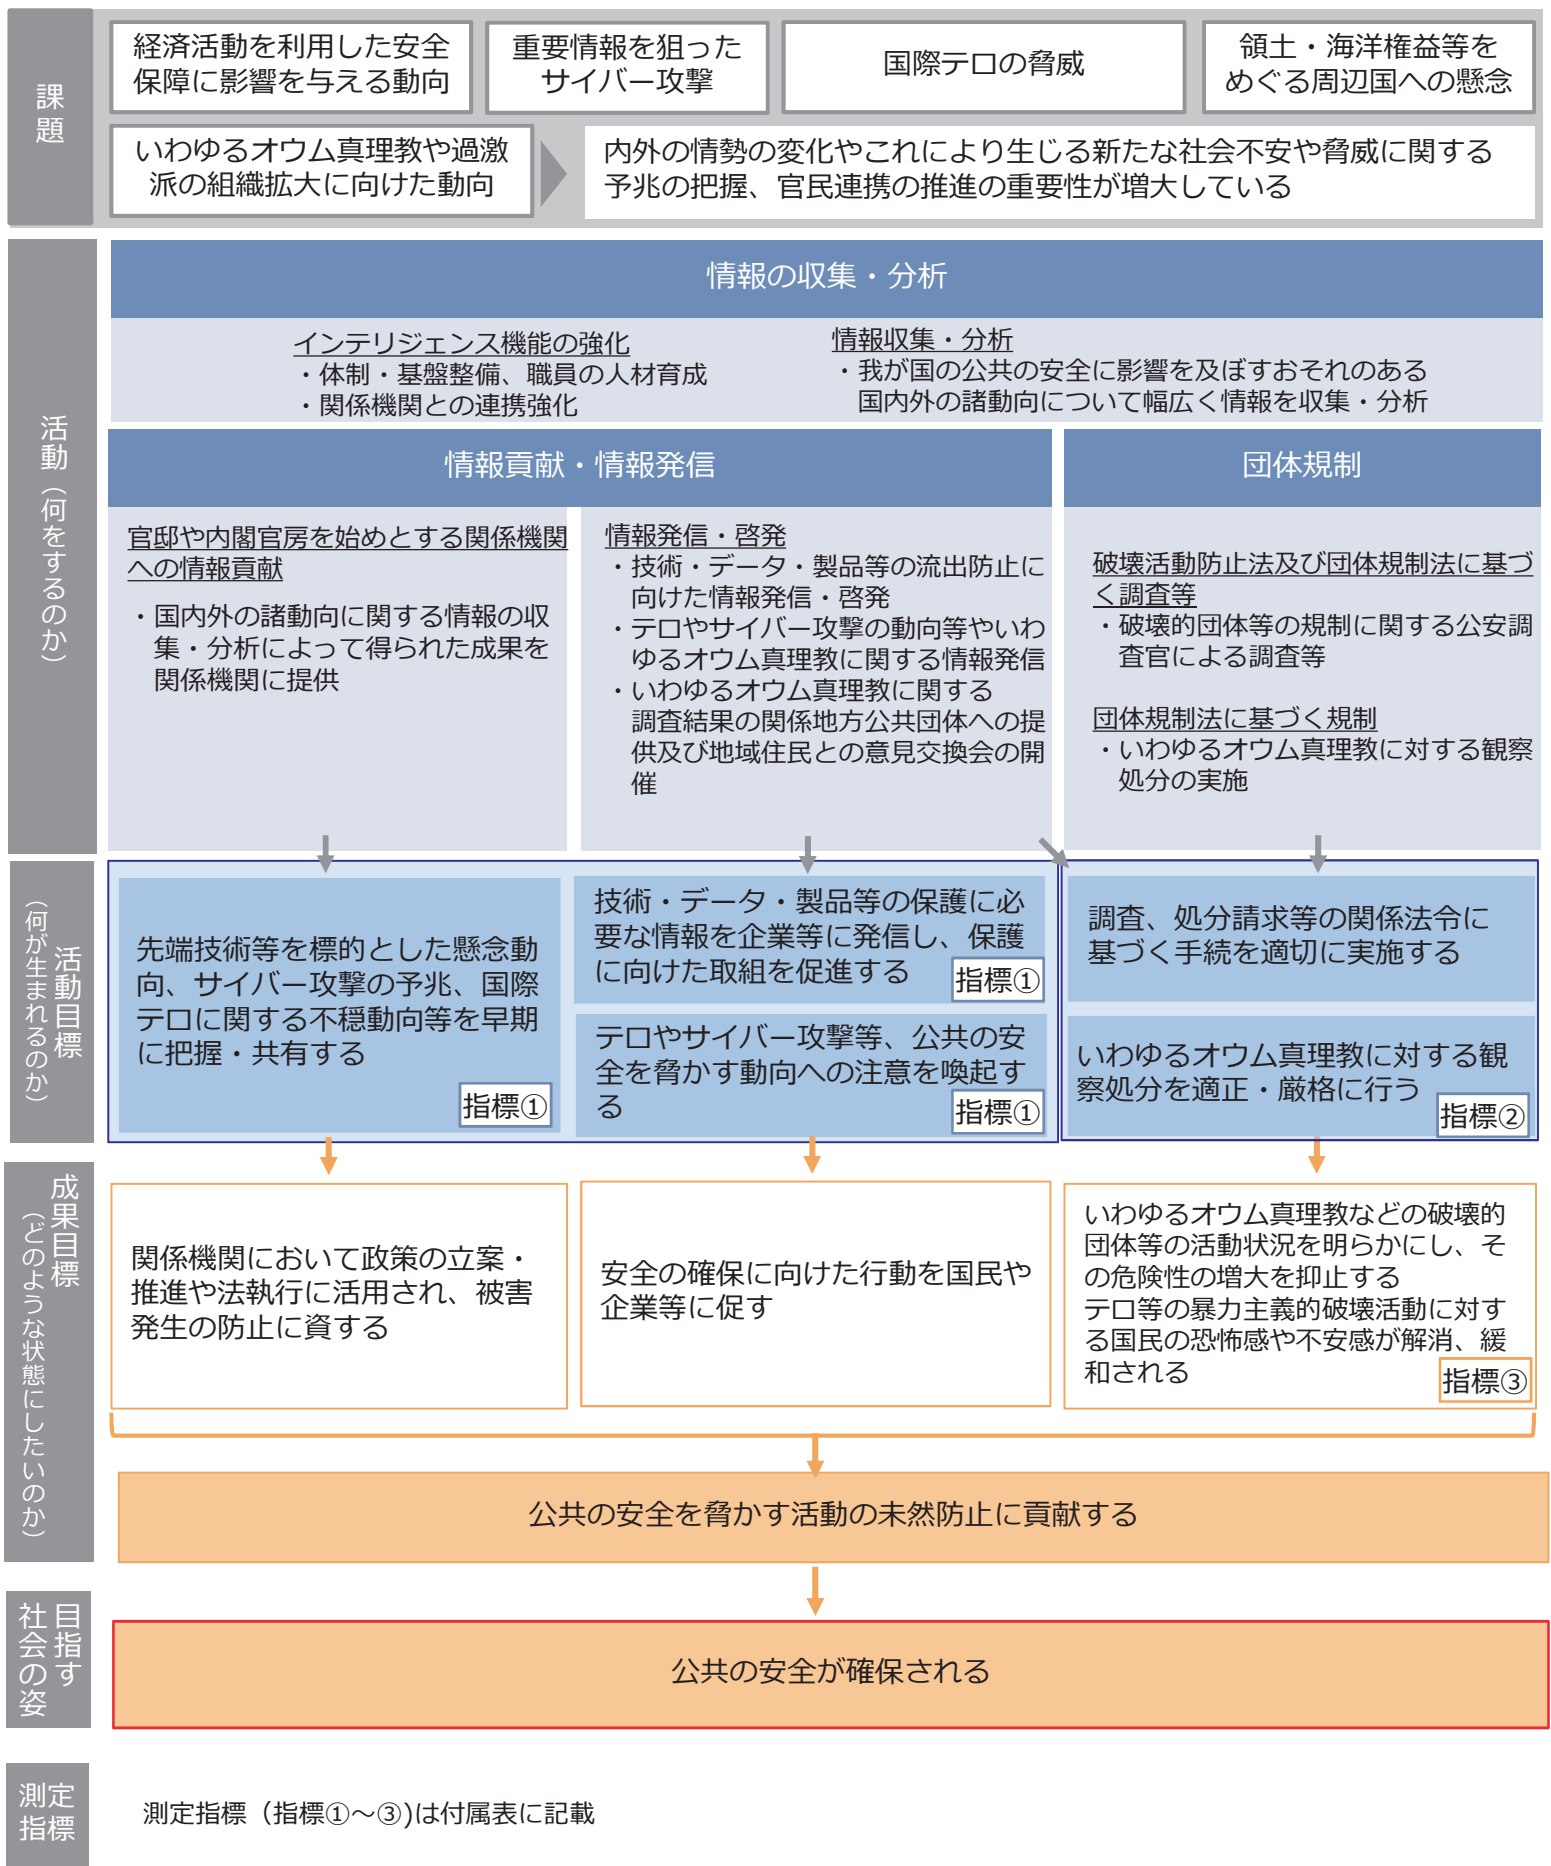 課題
経済活動を利用した安全
保障に影響を与える動向
重要情報を狙った
サイバー攻撃
国際テロの脅威
領土・海洋権益等を
めぐる周辺国への懸念
いわゆるオウム真理教や過激
派の組織拡大に向けた動向
内外の情勢の変化やこれにより生じる新たな社会不安や脅威に関する
予兆の把握、官民連携の推進の重要性が増大している
活動（何をするのか）
情報の収集・分析
インテリジェンス機能の強化
・体制・基盤整備、職員の人材育成
・関係機関との連携強化
情報収集・分析
・我が国の公共の安全に影響を及ぼすおそれのある
国内外の諸動向について幅広く情報を収集・分析
情報貢献・情報発信
官邸や内閣官房を始めとする関係機関
への情報貢献
・国内外の諸動向に関する情報の収
集・分析によって得られた成果を
関係機関に提供
情報発信・啓発
・技術・データ・製品等の流出防止に
向けた情報発信・啓発
・テロやサイバー攻撃の動向等やいわ
ゆるオウム真理教に関する情報発信
・いわゆるオウム真理教に関する
調査結果の関係地方公共団体への提
供及び地域住民との意見交換会の開
催
団体規制
破壊活動防止法及び団体規制法に基づ
く調査等
・破壊的団体等の規制に関する公安調
査官による調査等
団体規制法に基づく規制
・いわゆるオウム真理教に対する観察
処分の実施
活動目標
（何が生まれるのか）
先端技術等を標的とした懸念動
向、サイバー攻撃の予兆、国際
テロに関する不穏動向等を早期
に把握・共有する
指標①
技術・データ・製品等の保護に必
要な情報を企業等に発信し、保護
に向けた取組を促進する
指標①
テロやサイバー攻撃等、公共の安
全を脅かす動向への注意を喚起す
る
指標①
調査、処分請求等の関係法令に
基づく手続を適切に実施する
いわゆるオウム真理教に対する観
察処分を適正・厳格に行う
指標②
成果目標
（どのような状態にしたいのか）
関係機関において政策の立案・
推進や法執行に活用され、被害
発生の防止に資する
安全の確保に向けた行動を国民や
企業等に促す
いわゆるオウム真理教などの破壊的
団体等の活動状況を明らかにし、そ
の危険性の増大を抑止する
テロ等の暴力主義的破壊活動に対す
る国民の恐怖感や不安感が解消、緩
和される
指標③
公共の安全を脅かす活動の未然防止に貢献する
目指す
社会の姿
公共の安全が確保される
測定
指標
測定指標（指標①～③)は付属表に記載